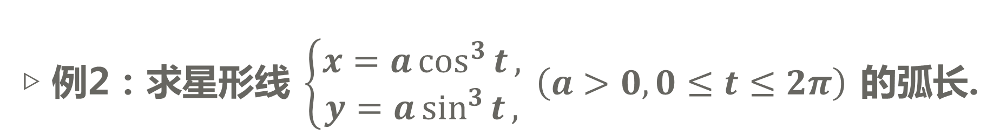 ▷ 例2：求星形线 { x = a cos³ t, y = a sin³ t, (a > 0, 0 ≤ t ≤ 2π) 的弧长.